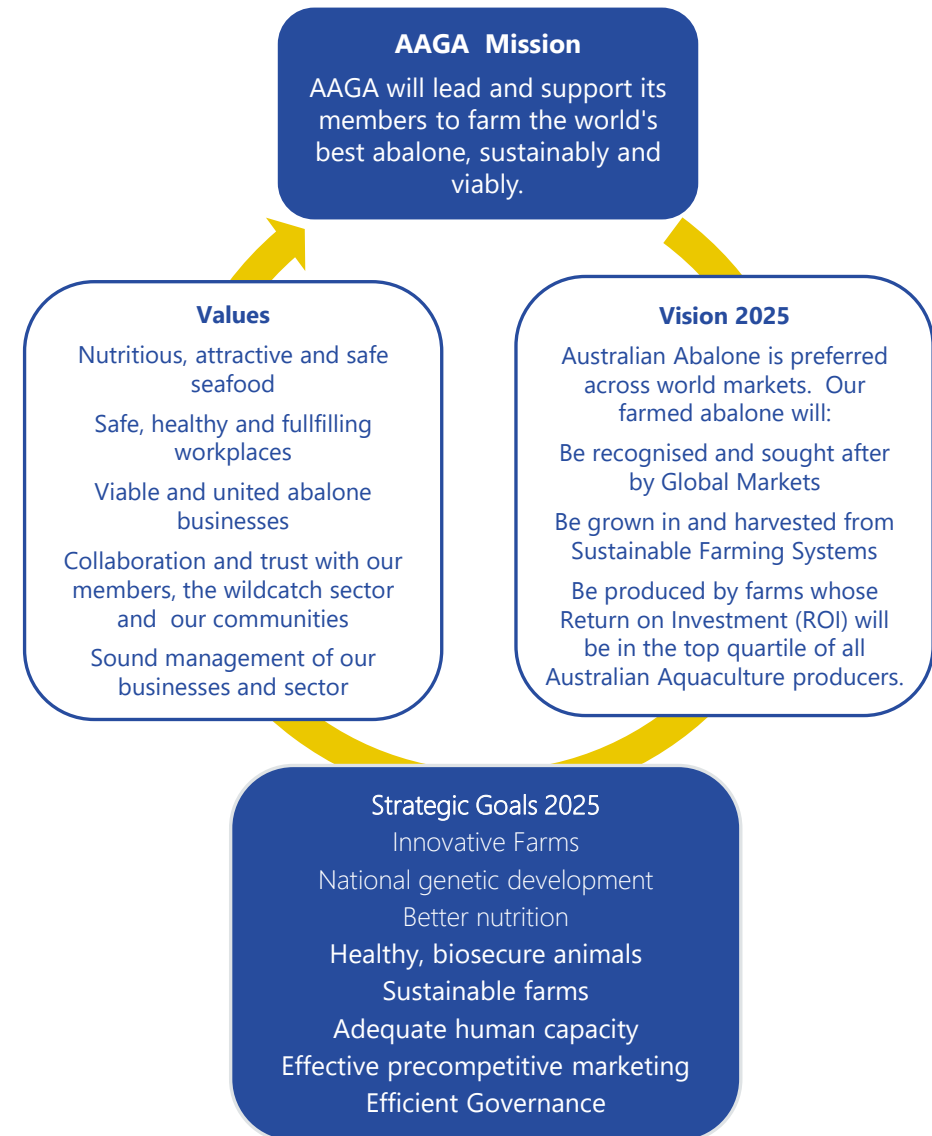 AAGA Mission
AAGA will lead and support its
members to farm the world's
best abalone, sustainably and
viably.
Values
Nutritious, attractive and safe
seafood
Safe, healthy and fullfilling
workplaces
Viable and united abalone
businesses
Collaboration and trust with our
members, the wildcatch sector
and our communities
Sound management of our
businesses and sector
Vision 2025
Australian Abalone is preferred
across world markets. Our
farmed abalone will:
Be recognised and sought after
by Global Markets
Be grown in and harvested from
Sustainable Farming Systems
Be produced by farms whose
Return on Investment (ROI) will
be in the top quartile of all
Australian Aquaculture producers.
Strategic Goals 2025
Innovative Farms
National genetic development
Better nutrition
Healthy, biosecure animals
Sustainable farms
Adequate human capacity
Effective precompetitive marketing
Efficient Governance